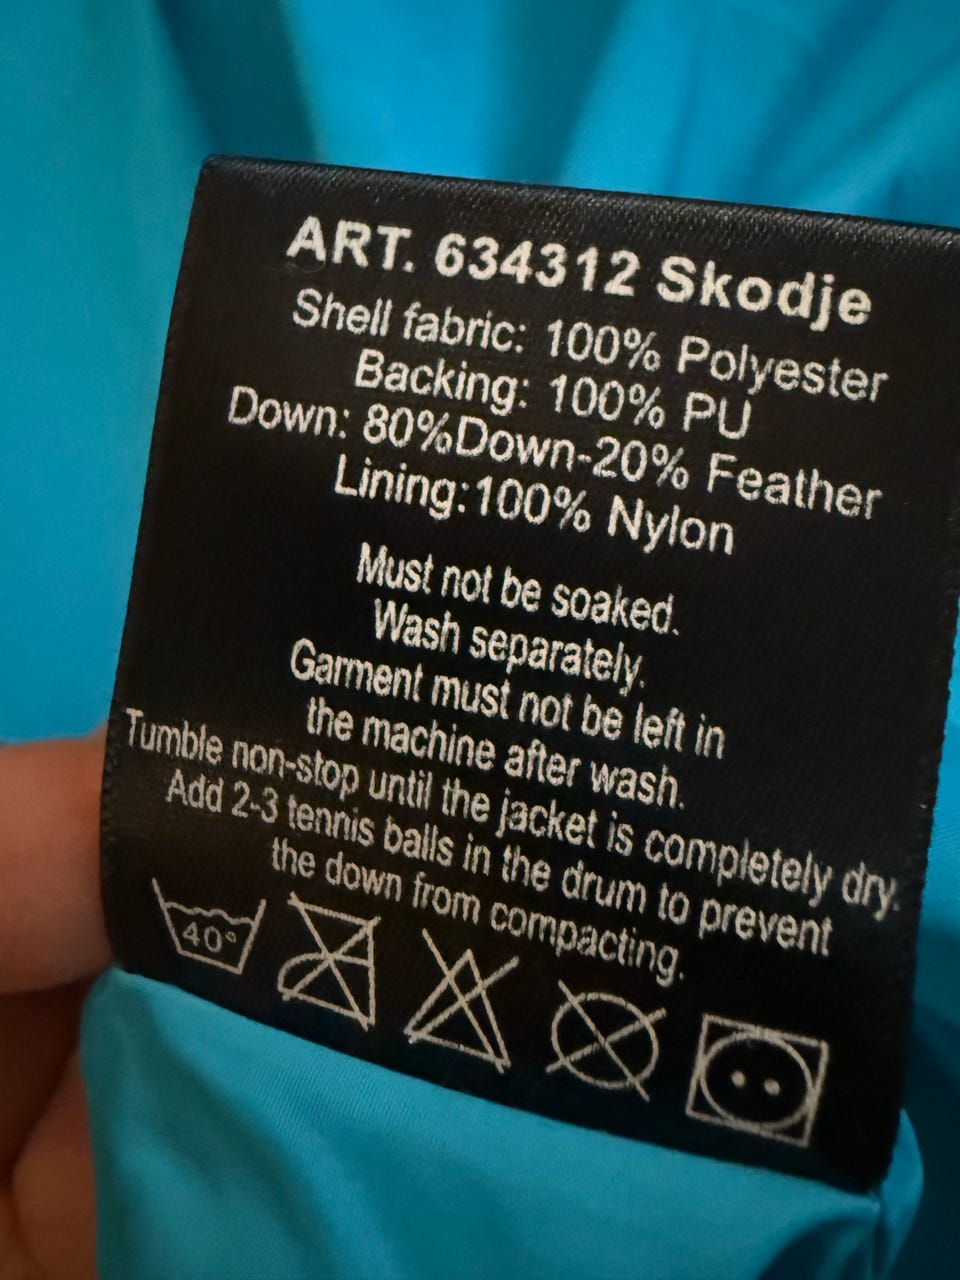 ART. 634312 Skodje
Shell fabric: 100% Polyester
Backing: 100% PU
Down: 80%Down-20% Feather
Lining:100% Nylon
Must not be soaked.
Wash separately.
Garment must not be left in
the machine after wash.
Tumble non-stop until the jacket is completely dry.
Add 2-3 tennis balls in the drum to prevent
the down from compacting.
40°